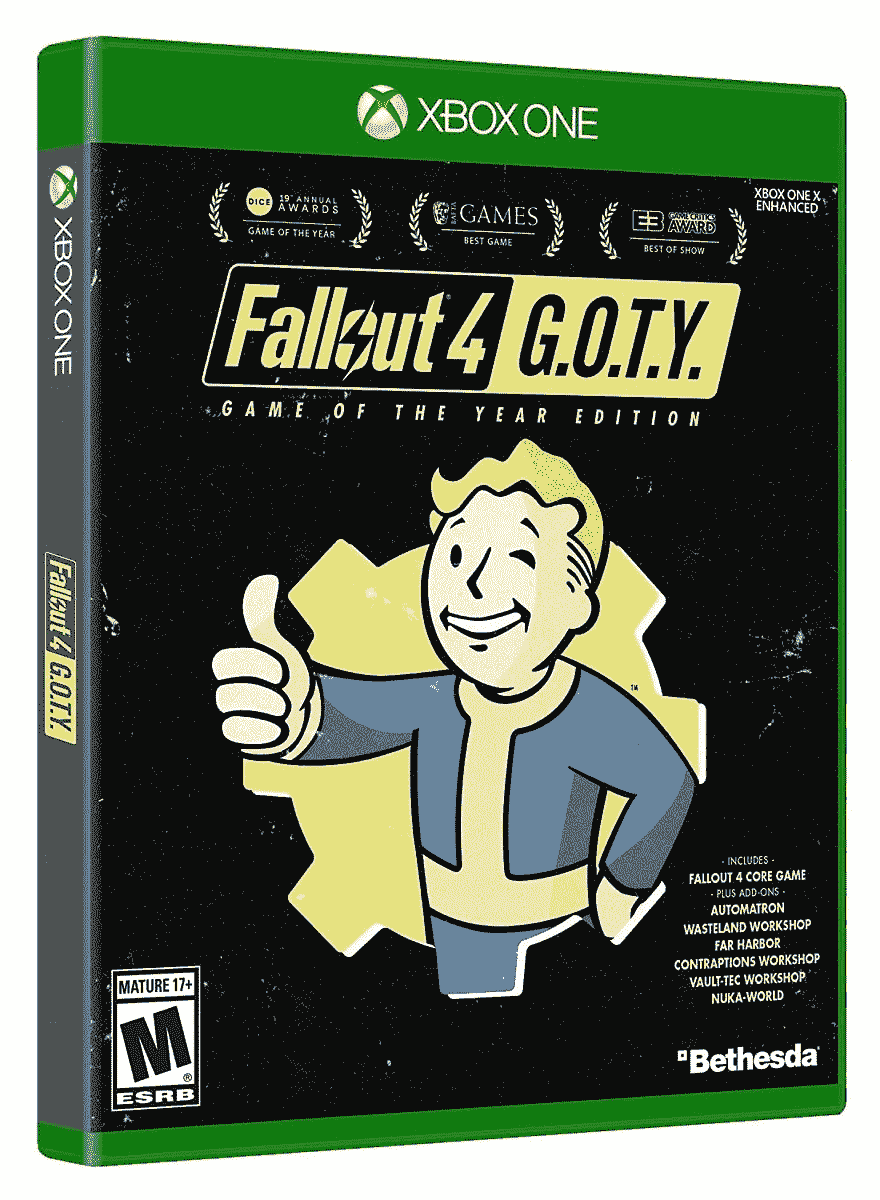 XBOX ONE
XBOX ONE
Fallout 4 G.O.T.Y.
DICE
19TH ANNUAL
AWARDS
GAME OF THE YEAR
BAFTA
GAMES
BEST GAME
E3
GAME CRITICS
AWARD
BEST OF SHOW
XBOX ONE X
ENHANCED
Fallout 4 G.O.T.Y.
GAME OF THE YEAR EDITION
TM
- INCLUDES -
FALLOUT 4 CORE GAME
- PLUS ADD-ONS -
AUTOMATRON
WASTELAND WORKSHOP
FAR HARBOR
CONTRAPTIONS WORKSHOP
VAULT-TEC WORKSHOP
NUKA-WORLD
MATURE 17+
M
®
ESRB
Bethesda